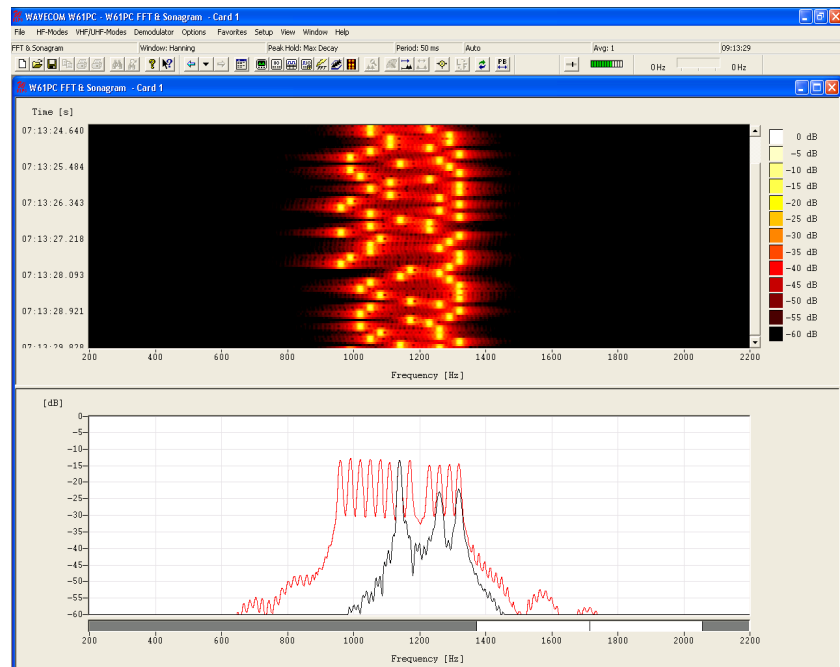 WAVECOM W61PC - W61PC FFT & Sonagram - Card 1
File HF-Modes VHF/UHF-Modes Demodulator Options Favorites Setup View Window Help
FFT & Sonagram Window: Hanning Peak Hold: Max Decay Period: 50 ms Auto Avg: 1 09:13:29
0 Hz 0 Hz
W61PC FFT & Sonagram - Card 1
Time [s]
07:13:24.640
07:13:25.484
07:13:26.343
07:13:27.218
07:13:28.093
07:13:28.921
07:13:29.828
0 dB
-5 dB
-10 dB
-15 dB
-20 dB
-25 dB
-30 dB
-35 dB
-40 dB
-45 dB
-50 dB
-55 dB
-60 dB
200 400 600 800 1000 1200 1400 1600 1800 2000 2200
Frequency [Hz]
[dB]
0
-5
-10
-15
-20
-25
-30
-35
-40
-45
-50
-55
-60
200 400 600 800 1000 1200 1400 1600 1800 2000 2200
Frequency [Hz]